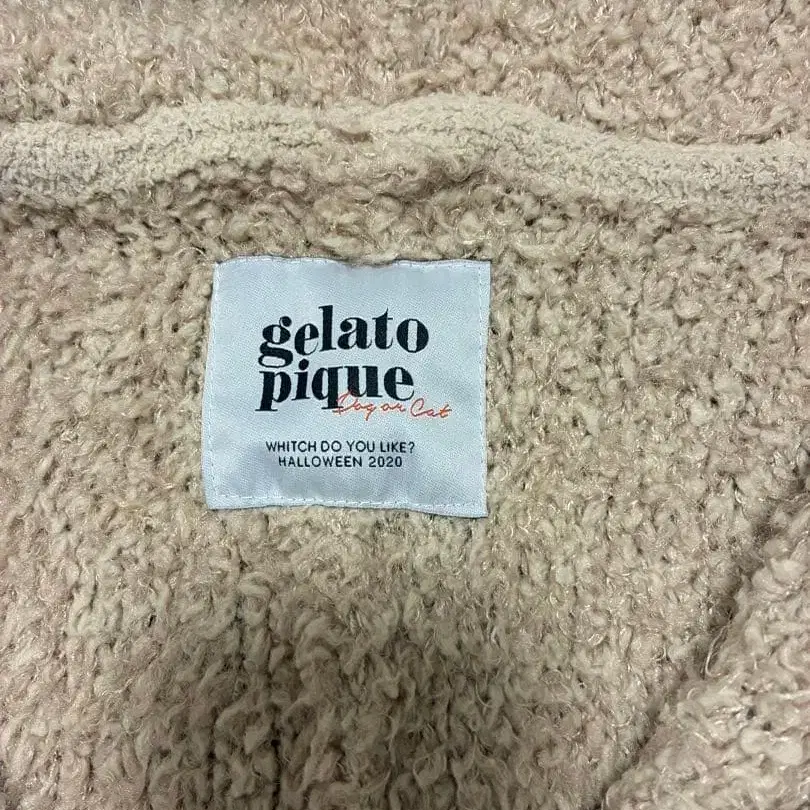 gelato
pique
Dog or Cat
WHITCH DO YOU LIKE?
HALLOWEEN 2020